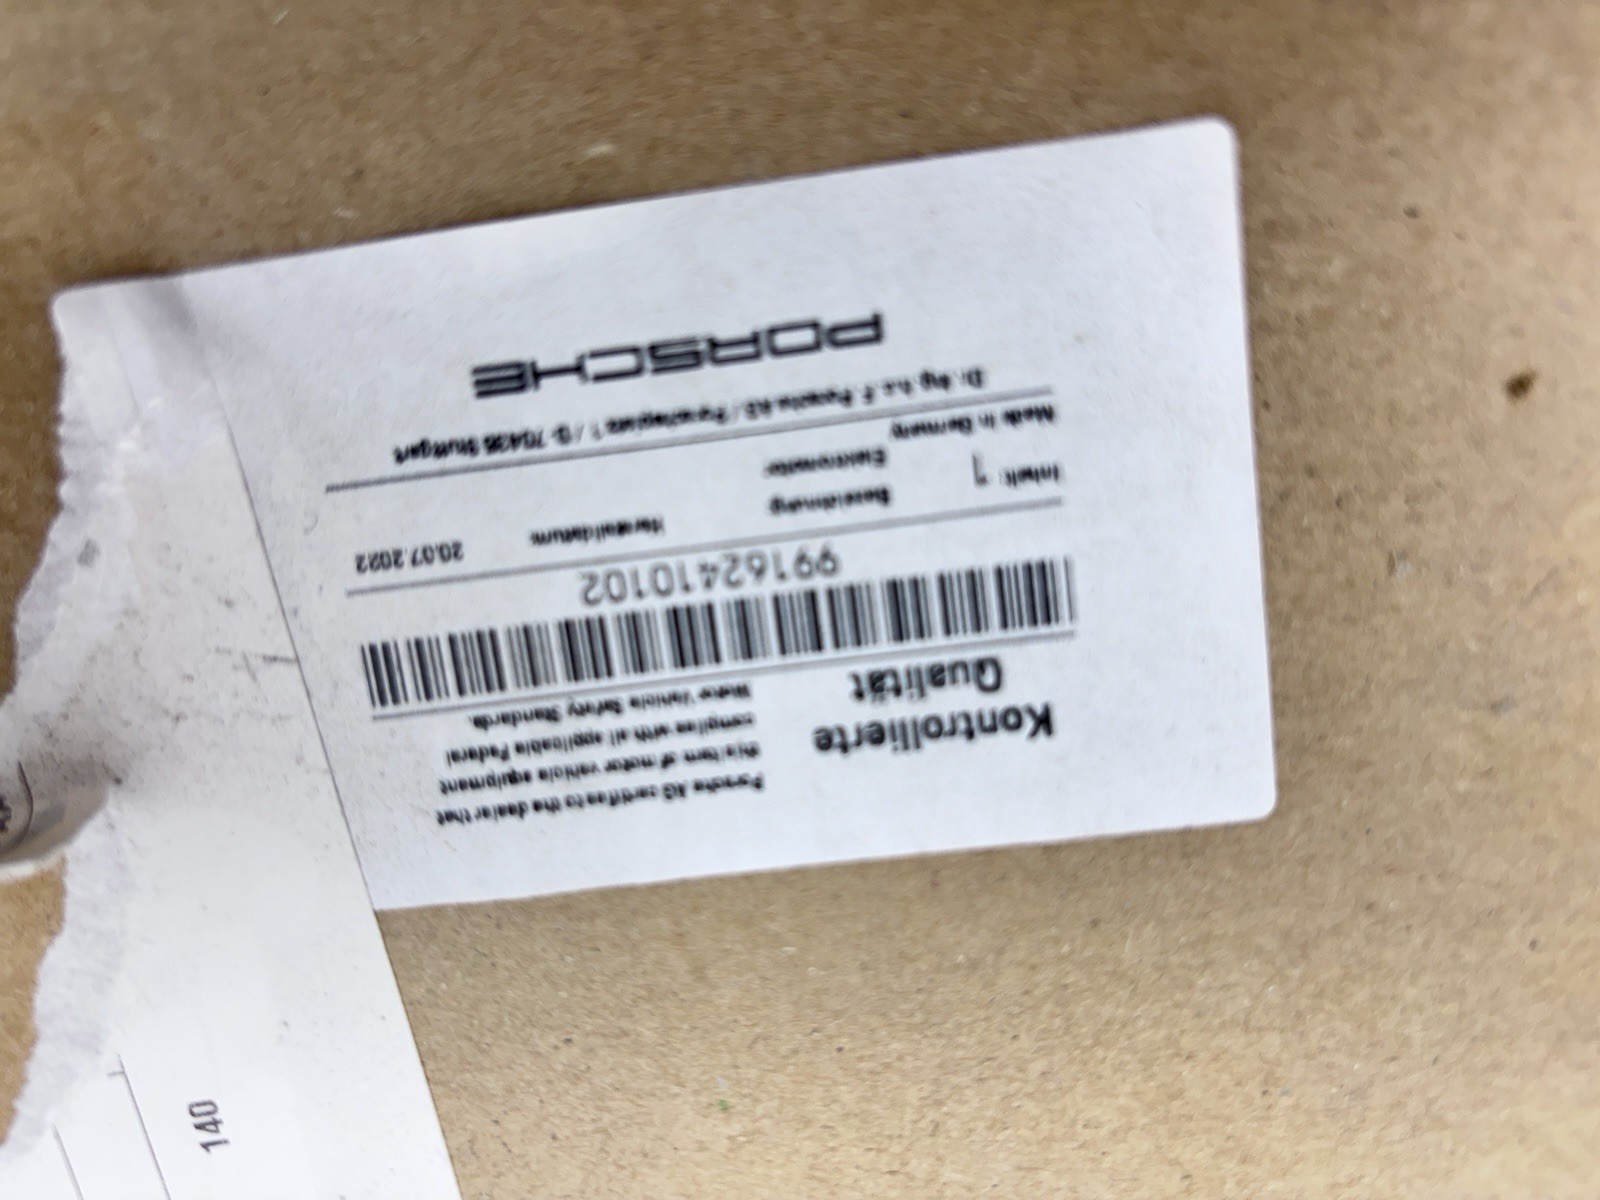 PORSCHE
Dr. Ing. h.c. F. Porsche AG / Porscheplatz 1 / D-70435 Stuttgart
Made in Germany
Inhalt: 1 Bezeichnung Herstelldatum: 20.07.2022
Elektromotor
99162410102
Kontrollierte
Qualität
Porsche AG certifies to the dealer that
this item of motor vehicle equipment
complies with all applicable Federal
Motor Vehicle Safety Standards.
140